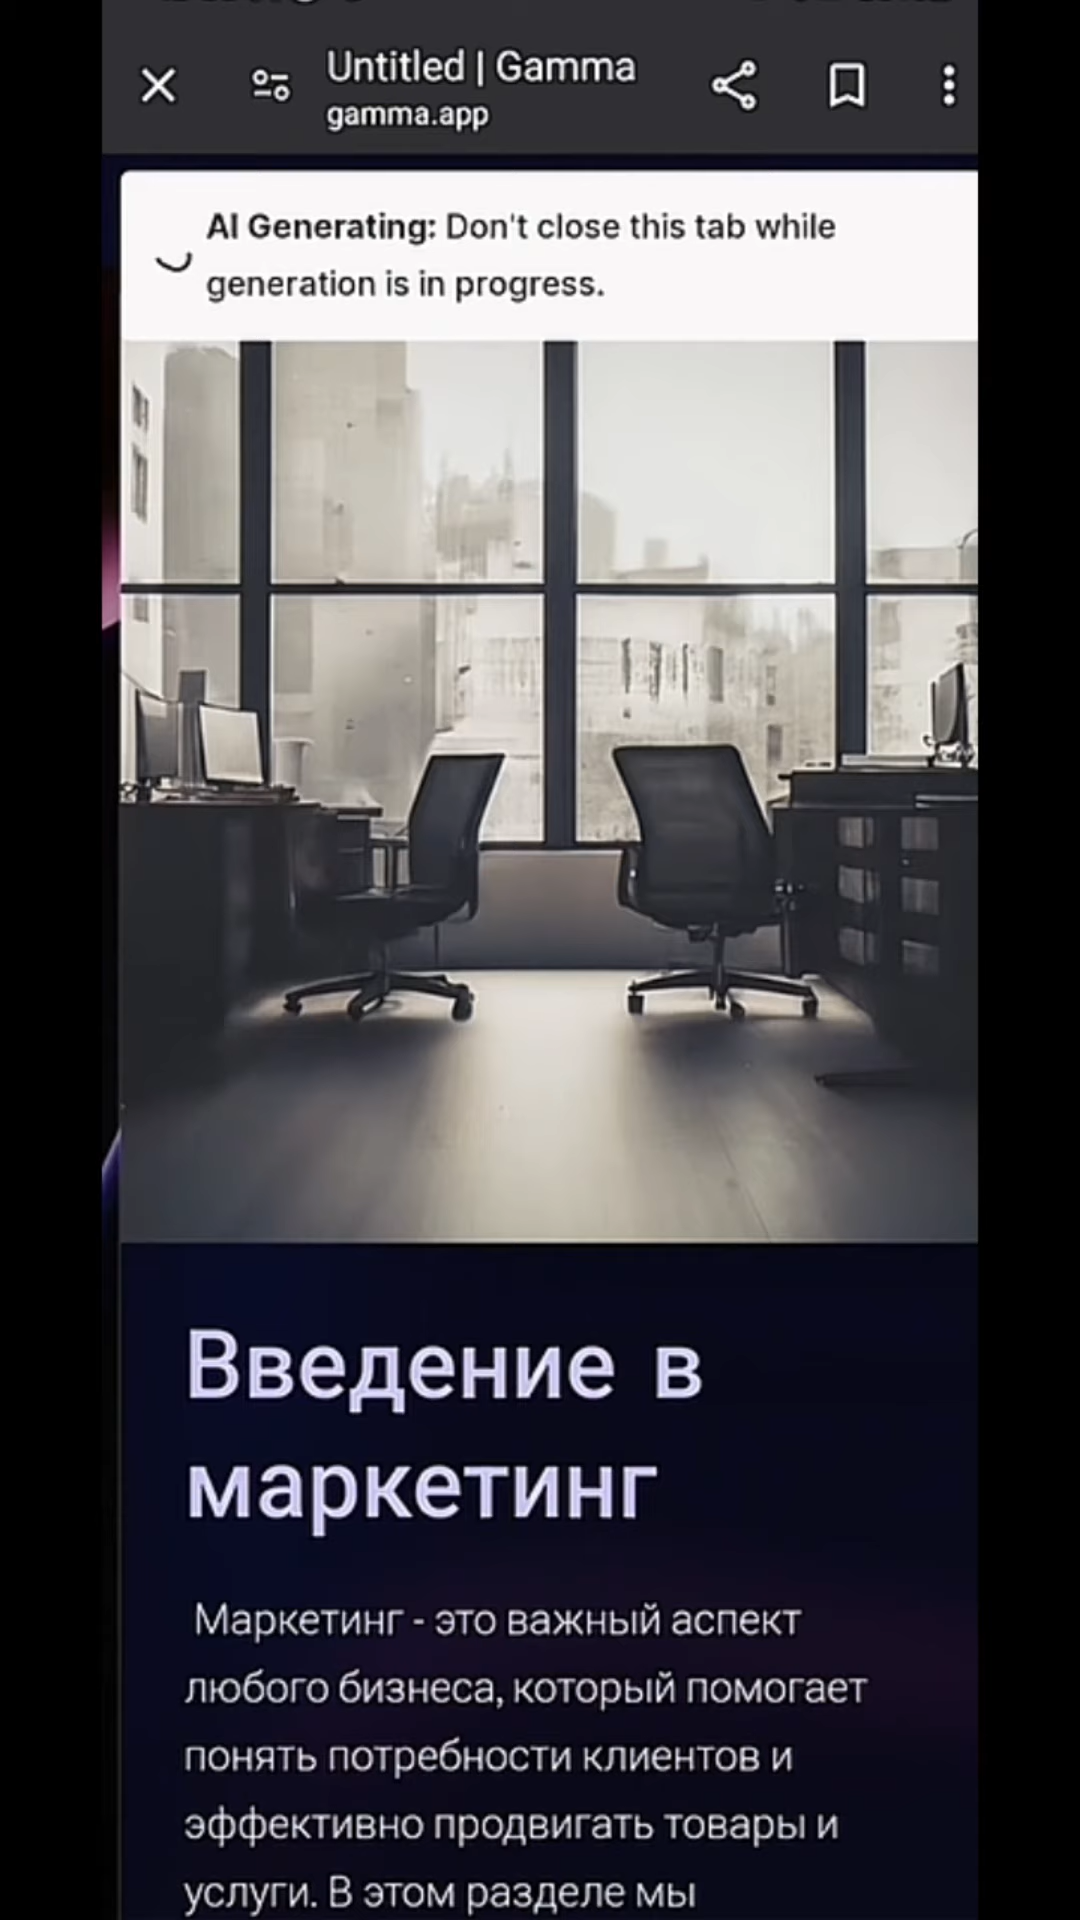 Untitled | Gamma
gamma.app
AI Generating: Don't close this tab while
generation is in progress.
Введение в
маркетинг
Маркетинг - это важный аспект
любого бизнеса, который помогает
понять потребности клиентов и
эффективно продвигать товары и
услуги. В этом разделе мы